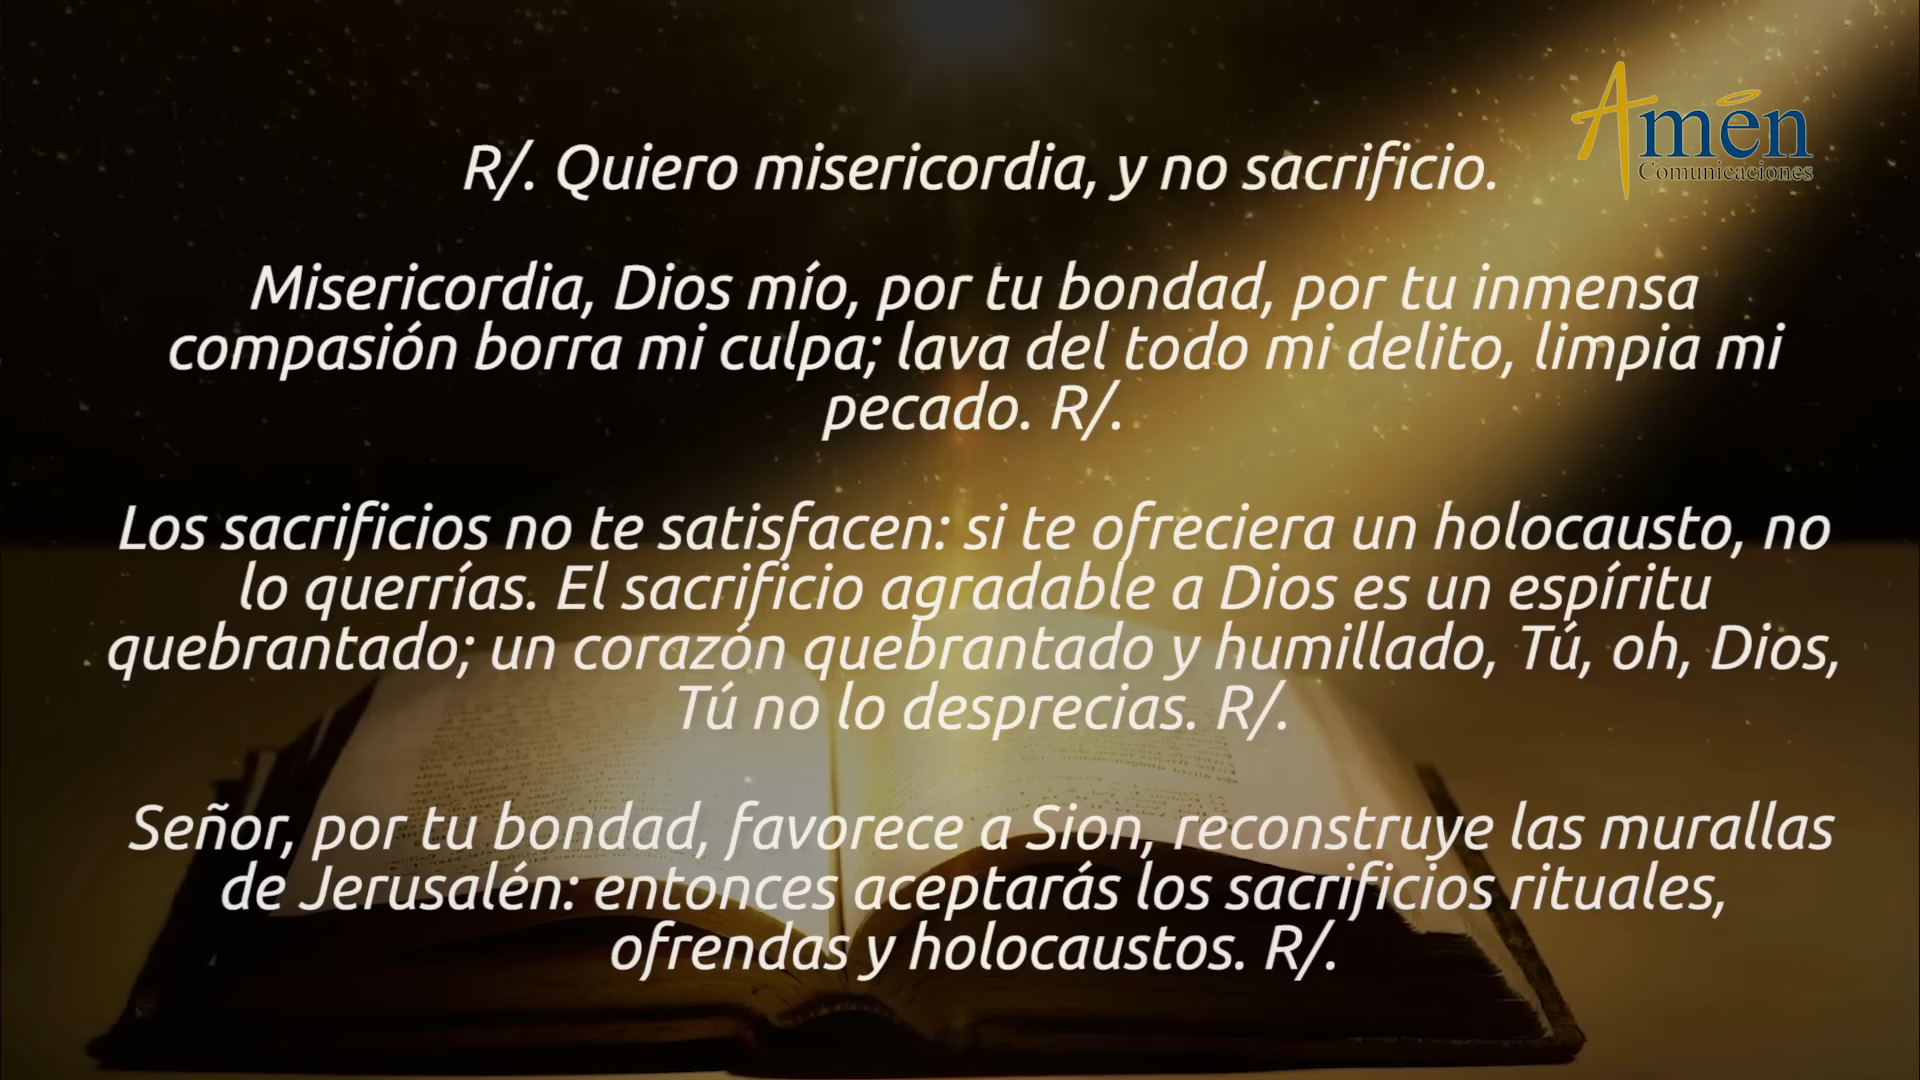 Amén
Comunicaciones
R/. Quiero misericordia, y no sacrificio.
Misericordia, Dios mío, por tu bondad, por tu inmensa
compasión borra mi culpa; lava del todo mi delito, limpia mi
pecado. R/.
Los sacrificios no te satisfacen: si te ofreciera un holocausto, no
lo querrías. El sacrificio agradable a Dios es un espíritu
quebrantado; un corazón quebrantado y humillado, Tú, oh, Dios,
Tú no lo desprecias. R/.
Señor, por tu bondad, favorece a Sion, reconstruye las murallas
de Jerusalén: entonces aceptarás los sacrificios rituales,
ofrendas y holocaustos. R/.